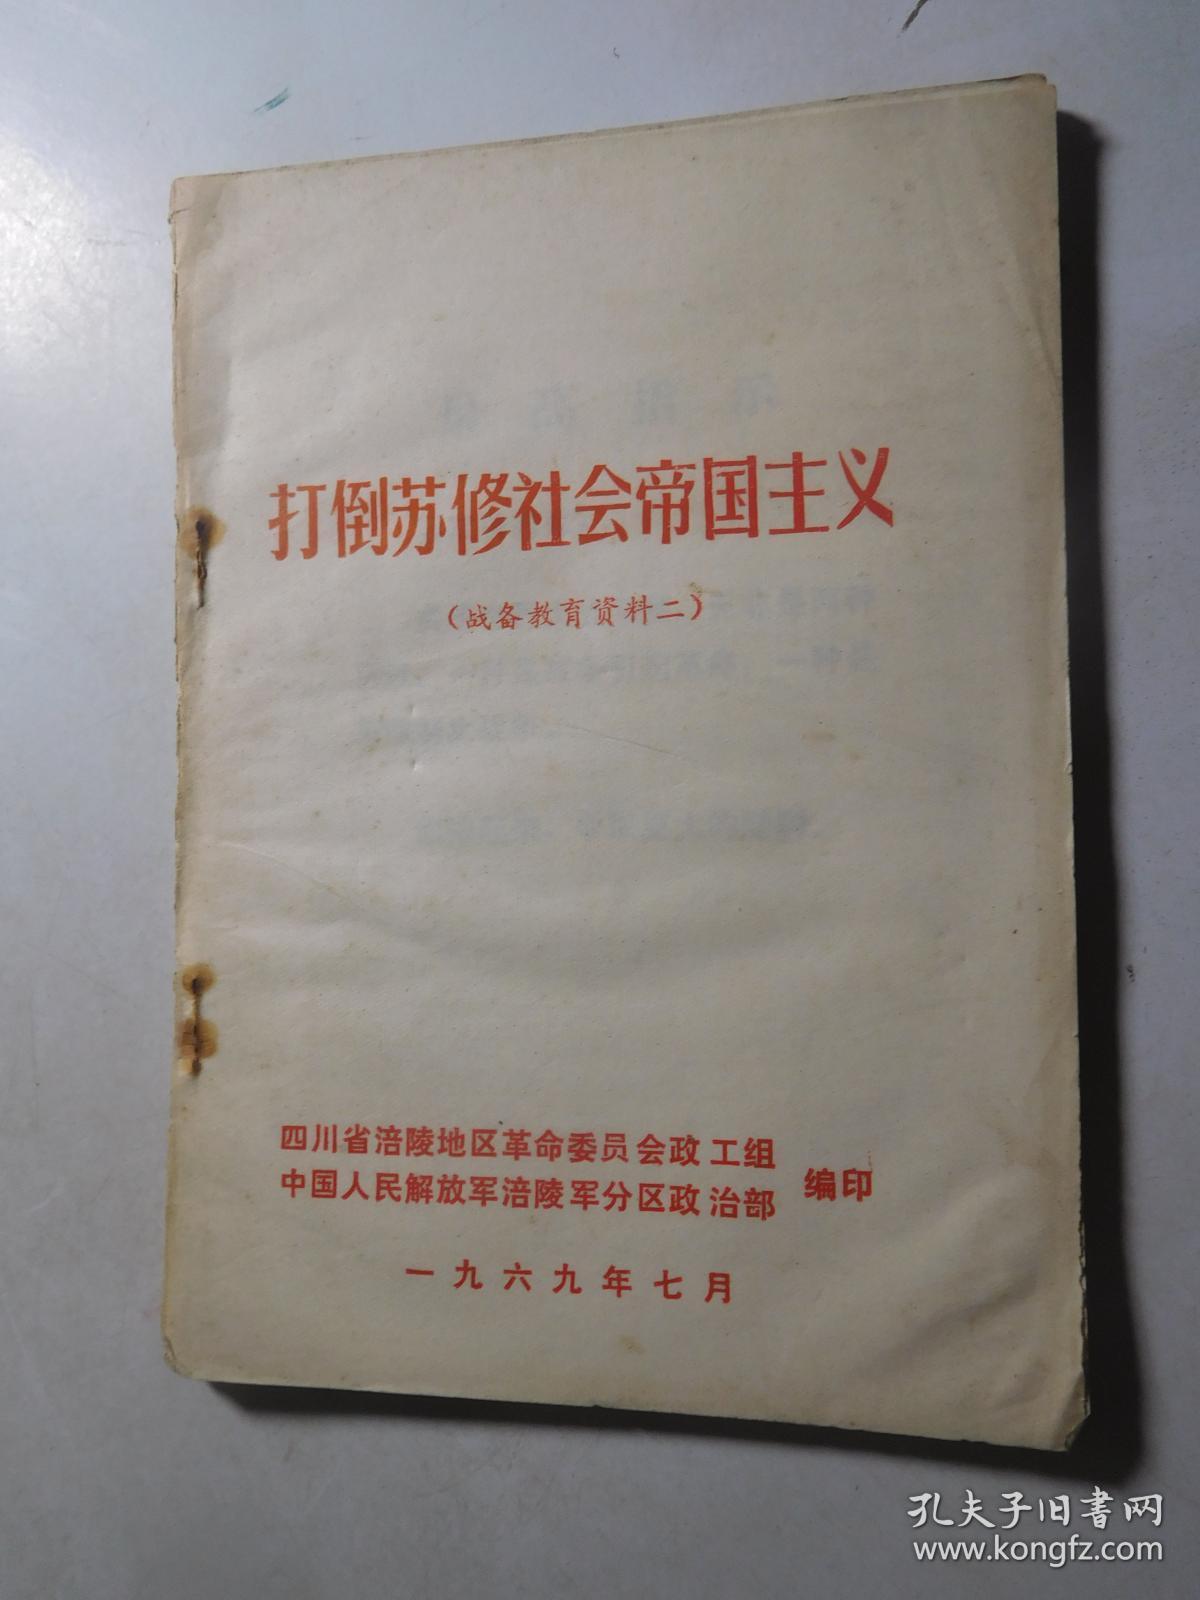 打倒苏修社会帝国主义
（战备教育资料二）
四川省涪陵地区革命委员会政工组
中国人民解放军涪陵军分区政治部
编印
一九六九年七月
孔夫子旧书网
www.kongfz.com